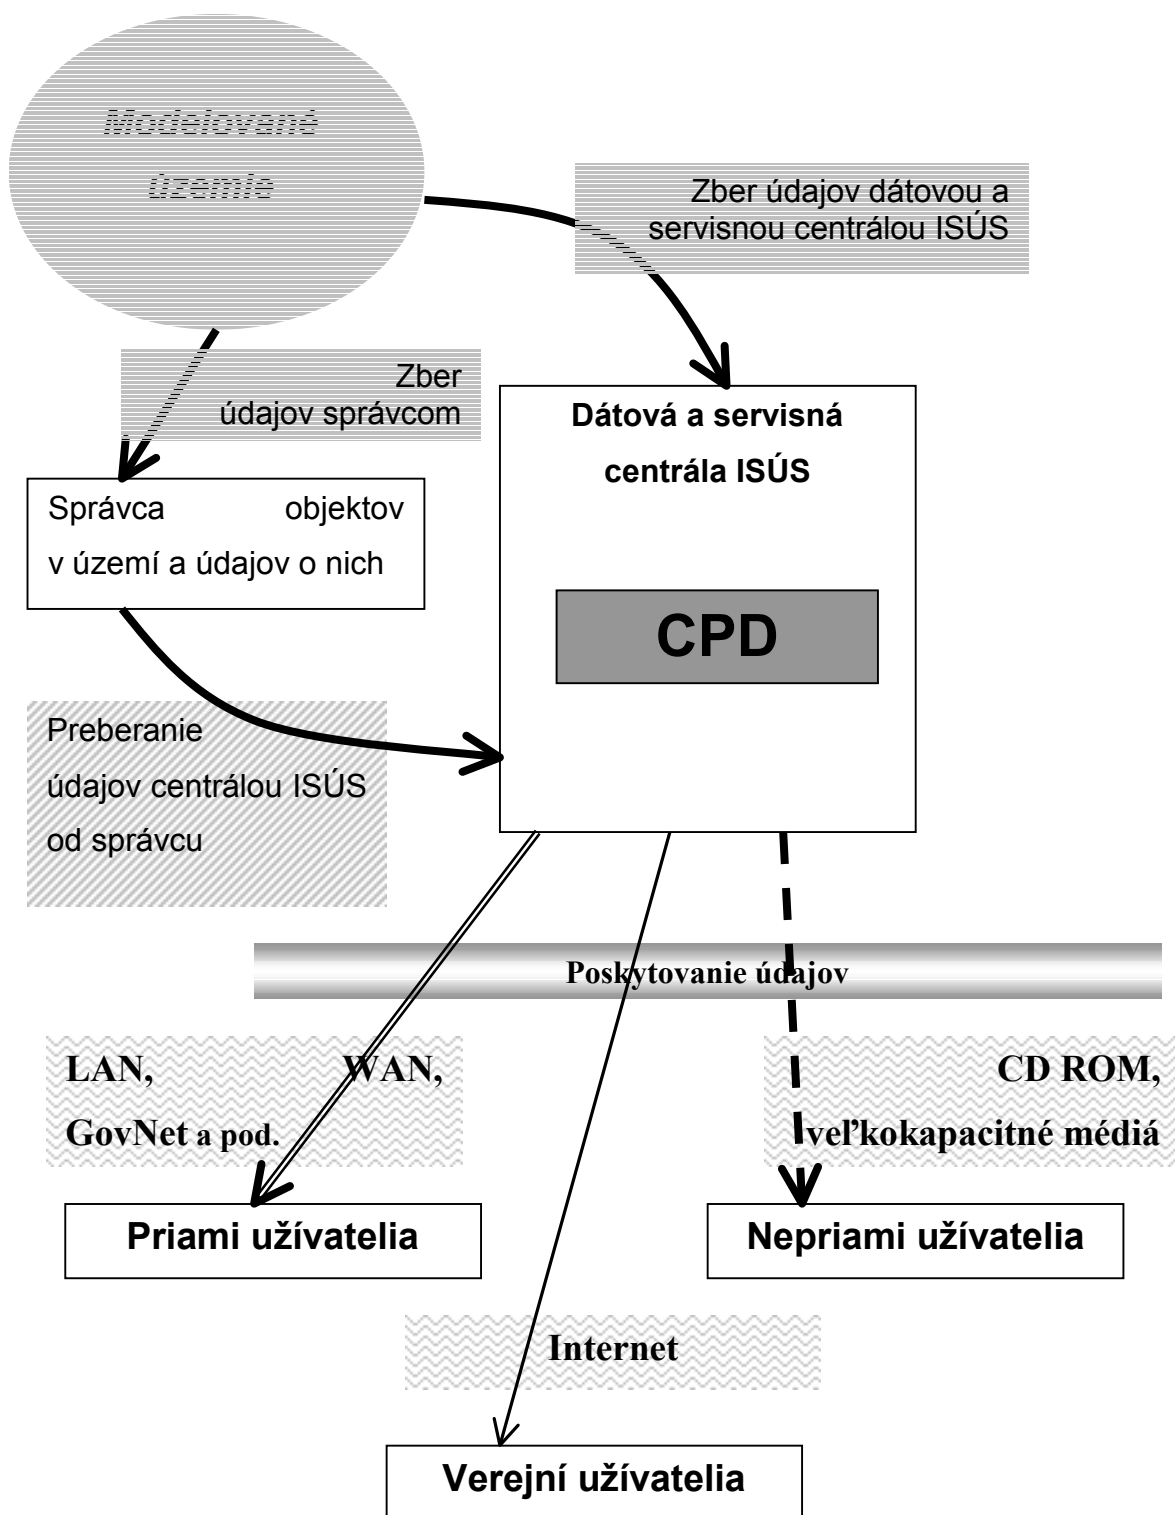 Modelované
územie
Zber údajov dátovou a
servisnou centrálou ISÚS
Zber
údajov správcom
Dátová a servisná
centrála ISÚS
Správca objektov
v území a údajov o nich
CPD
Preberanie
údajov centrálou ISÚS
od správcu
Poskytovanie údajov
LAN, WAN,
GovNet a pod.
CD ROM,
veľkokapacitné médiá
Priami užívatelia
Nepriami užívatelia
Internet
Verejní užívatelia